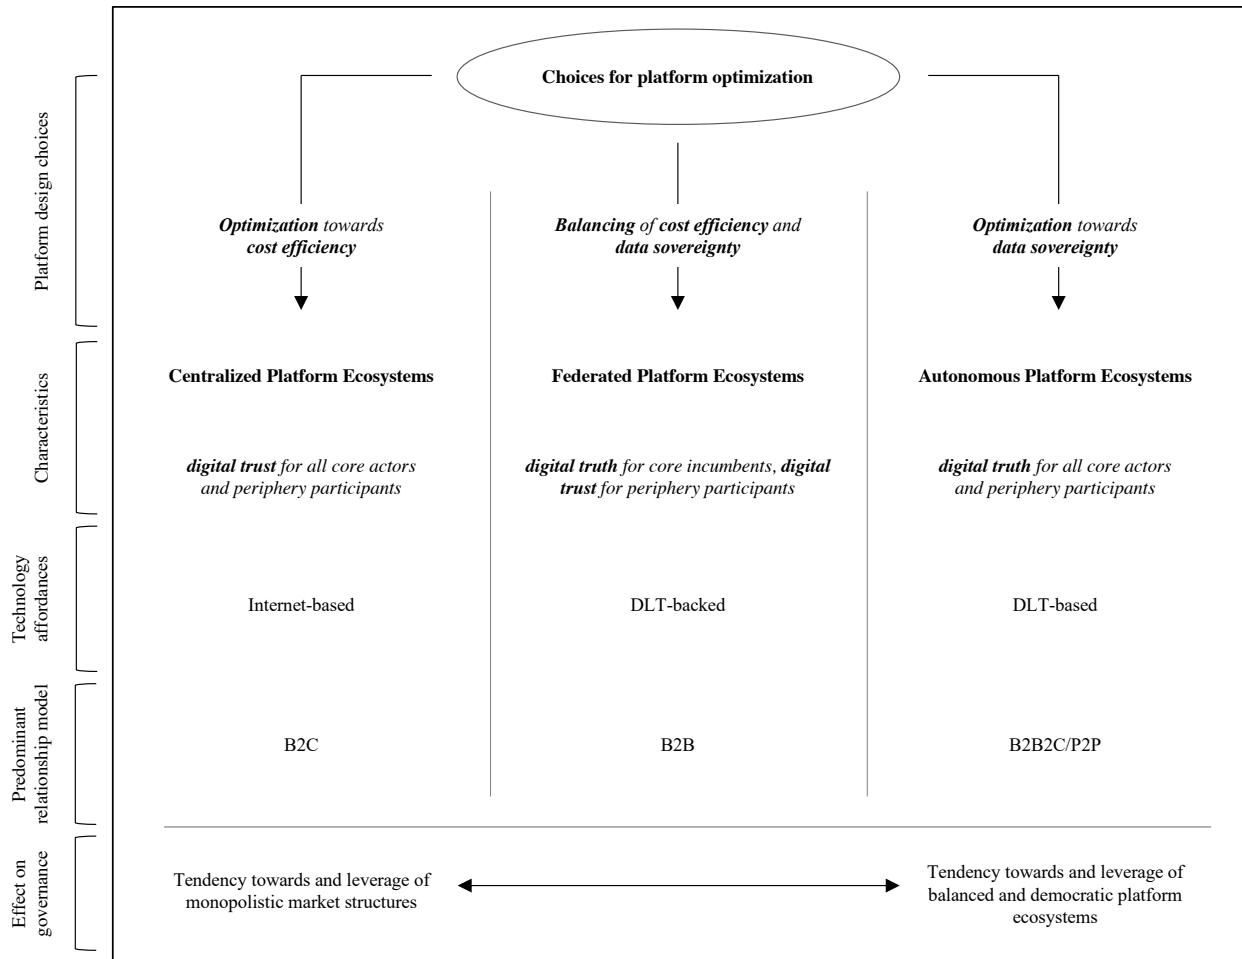 Choices for platform optimization
Platform design choices
Optimization towards
cost efficiency
Balancing of cost efficiency and
data sovereignty
Optimization towards
data sovereignty
Characteristics
Centralized Platform Ecosystems
Federated Platform Ecosystems
Autonomous Platform Ecosystems
digital trust for all core actors
and periphery participants
digital truth for core incumbents, digital
trust for periphery participants
digital truth for all core actors
and periphery participants
Technology
affordances
Internet-based
DLT-backed
DLT-based
Predominant
relationship model
B2C
B2B
B2B2C/P2P
Effect on
governance
Tendency towards and leverage of
monopolistic market structures
Tendency towards and leverage of
balanced and democratic platform
ecosystems